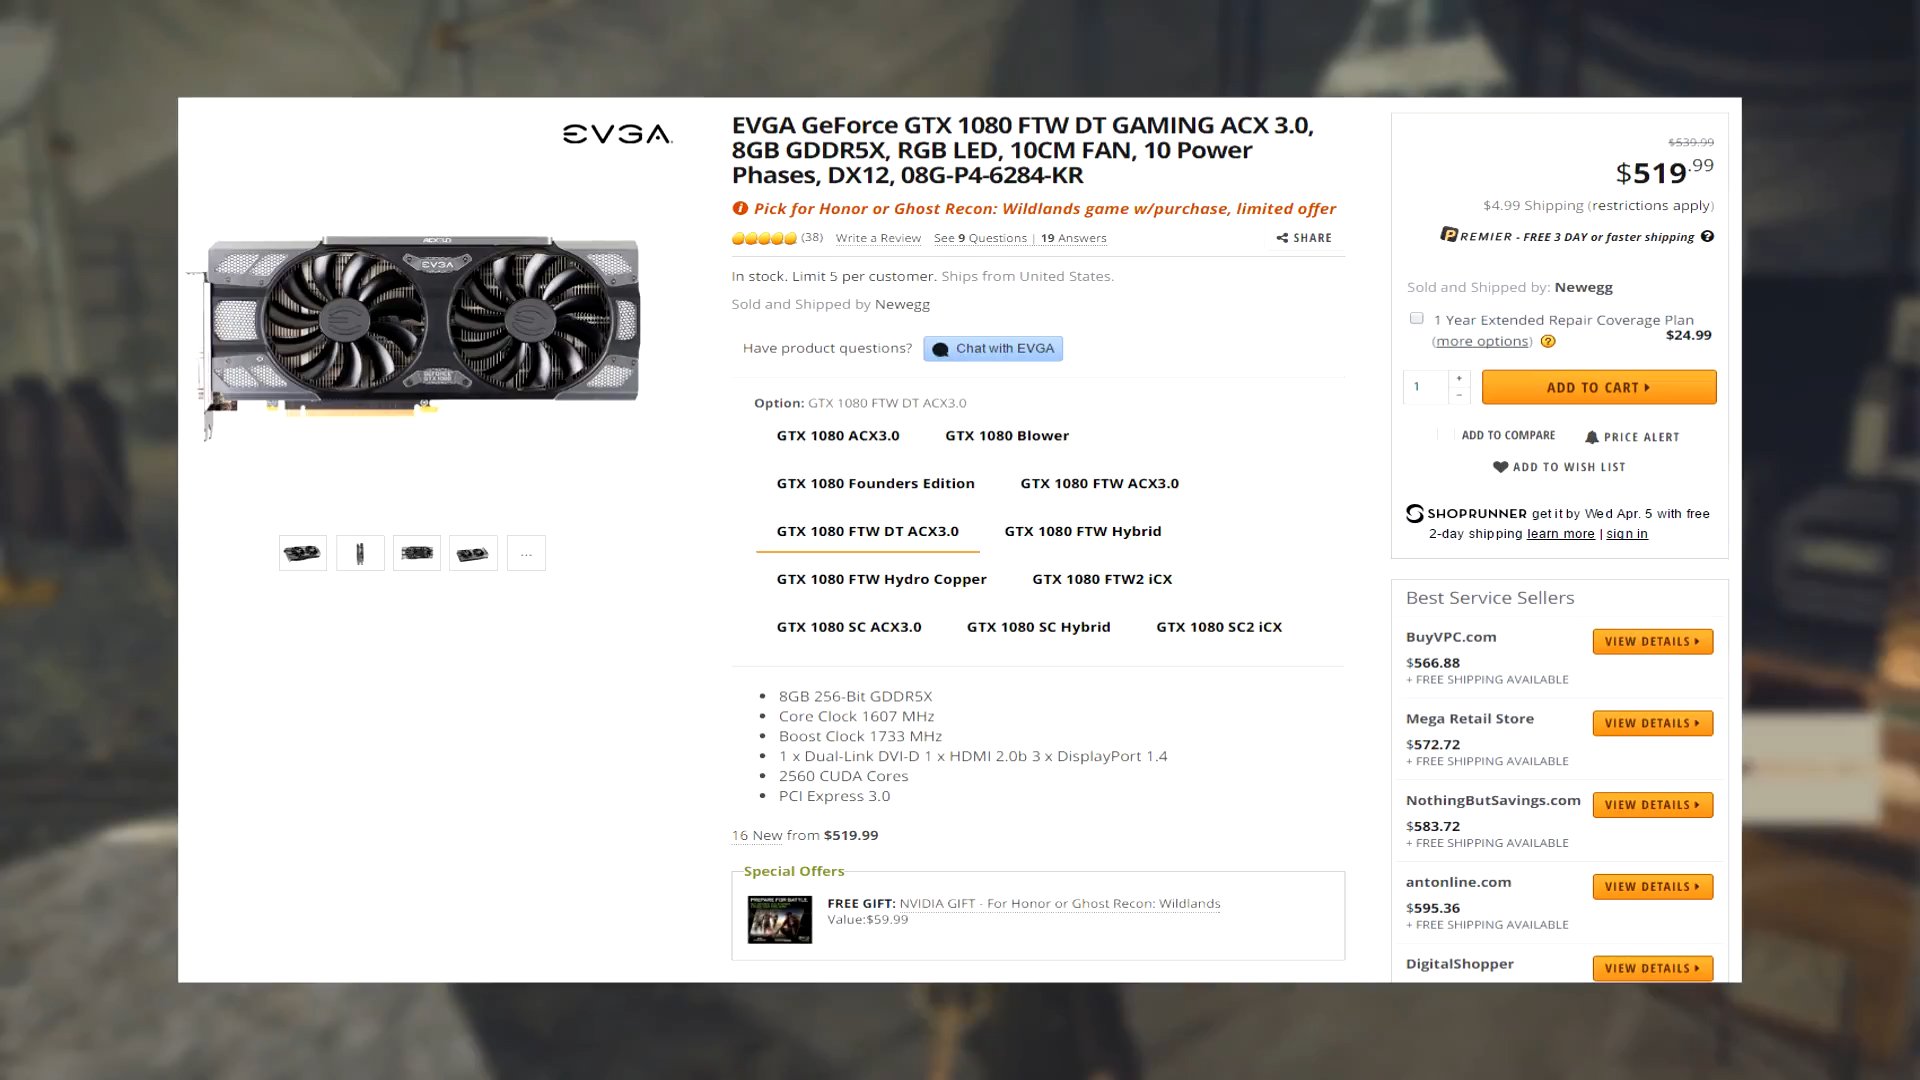 EVGA
EVGA GeForce GTX 1080 FTW DT GAMING ACX 3.0,
8GB GDDR5X, RGB LED, 10CM FAN, 10 Power
Phases, DX12, 08G-P4-6284-KR
Pick for Honor or Ghost Recon: Wildlands game w/purchase, limited offer
(38) Write a Review See 9 Questions | 19 Answers
SHARE
In stock. Limit 5 per customer. Ships from United States.
Sold and Shipped by Newegg
Have product questions? Chat with EVGA
Option: GTX 1080 FTW DT ACX3.0
GTX 1080 ACX3.0 GTX 1080 Blower
GTX 1080 Founders Edition GTX 1080 FTW ACX3.0
GTX 1080 FTW DT ACX3.0 GTX 1080 FTW Hybrid
GTX 1080 FTW Hydro Copper GTX 1080 FTW2 iCX
GTX 1080 SC ACX3.0 GTX 1080 SC Hybrid GTX 1080 SC2 iCX
8GB 256-Bit GDDR5X
Core Clock 1607 MHz
Boost Clock 1733 MHz
1 x Dual-Link DVI-D 1 x HDMI 2.0b 3 x DisplayPort 1.4
2560 CUDA Cores
PCI Express 3.0
16 New from $519.99
Special Offers
PREPARE FOR BATTLE.
FREE GIFT: NVIDIA GIFT - For Honor or Ghost Recon: Wildlands
Value:$59.99
$539.99
$519.99
$4.99 Shipping (restrictions apply)
PREMIER - FREE 3 DAY or faster shipping ?
Sold and Shipped by: Newegg
1 Year Extended Repair Coverage Plan
(more options) ? $24.99
1 + - ADD TO CART
ADD TO COMPARE PRICE ALERT
ADD TO WISH LIST
SHOPRUNNER get it by Wed Apr. 5 with free
2-day shipping learn more | sign in
Best Service Sellers
BuyVPC.com
VIEW DETAILS
$566.88
+ FREE SHIPPING AVAILABLE
Mega Retail Store
VIEW DETAILS
$572.72
+ FREE SHIPPING AVAILABLE
NothingButSavings.com
VIEW DETAILS
$583.72
+ FREE SHIPPING AVAILABLE
antonline.com
VIEW DETAILS
$595.36
+ FREE SHIPPING AVAILABLE
DigitalShopper
VIEW DETAILS
ACX 3.0
EVGA
GEFORCE
GTX 1080